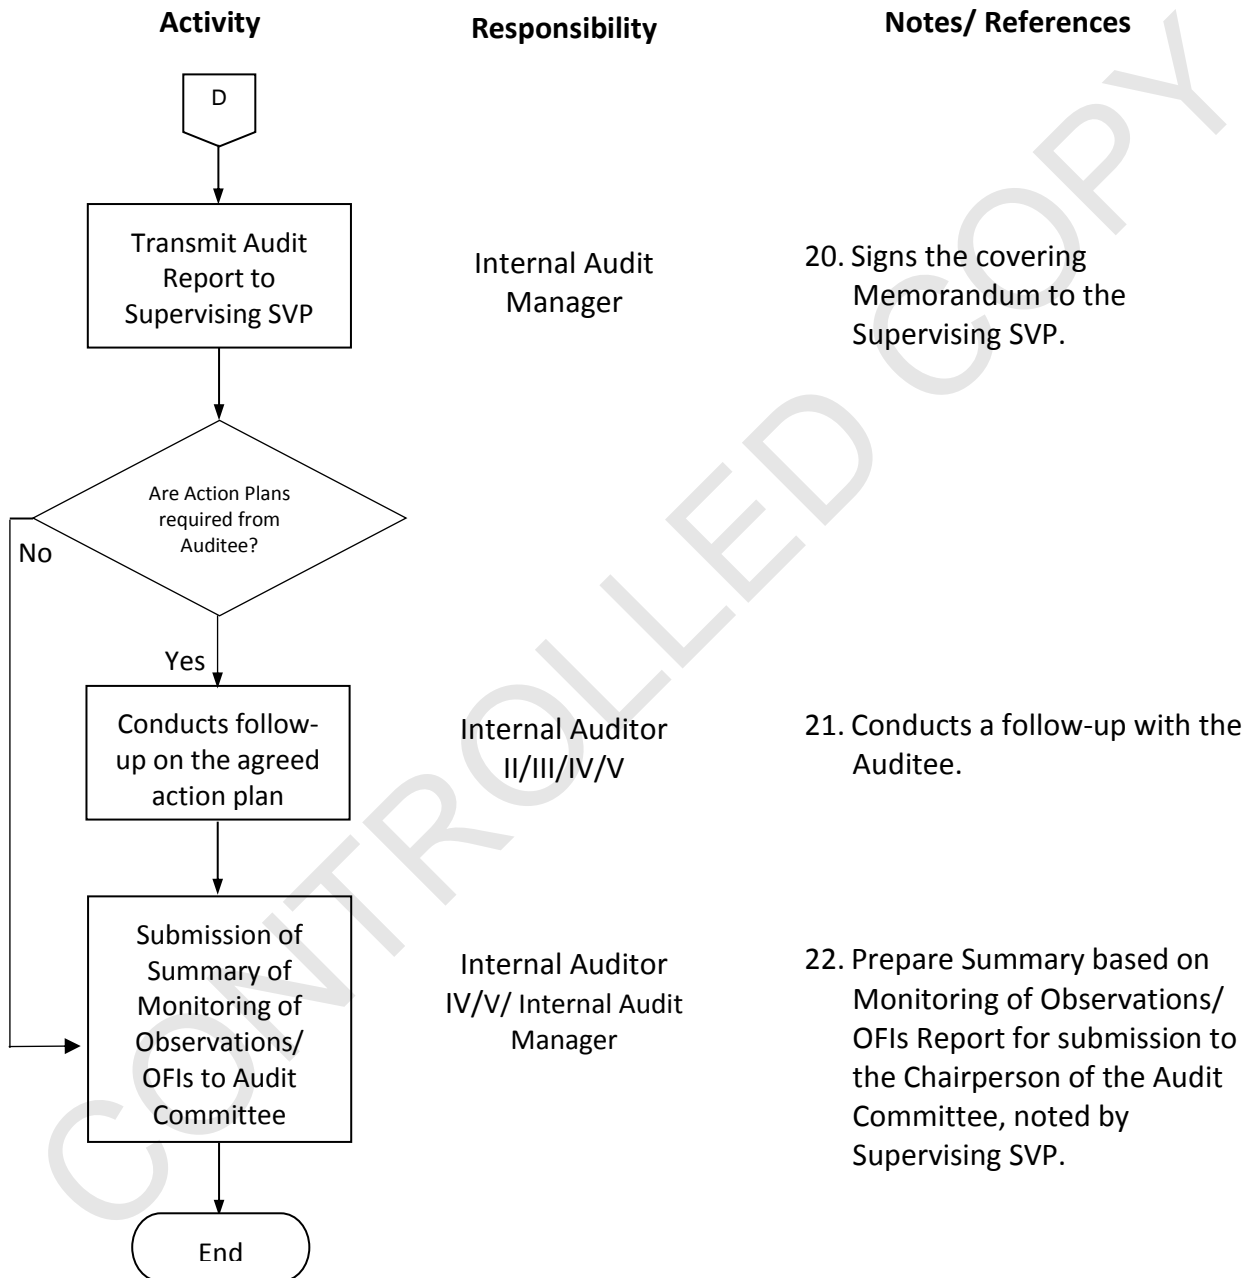 Activity
Responsibility
Notes/ References
D
Transmit Audit
Report to
Supervising SVP
Internal Audit
Manager
20. Signs the covering
Memorandum to the
Supervising SVP.
Are Action Plans
required from
Auditee?
No
Yes
Conducts follow-
up on the agreed
action plan
Internal Auditor
II/III/IV/V
21. Conducts a follow-up with the
Auditee.
Submission of
Summary of
Monitoring of
Observations/
OFIs to Audit
Committee
Internal Auditor
IV/V/ Internal Audit
Manager
22. Prepare Summary based on
Monitoring of Observations/
OFIs Report for submission to
the Chairperson of the Audit
Committee, noted by
Supervising SVP.
End
CONTROLLED COPY